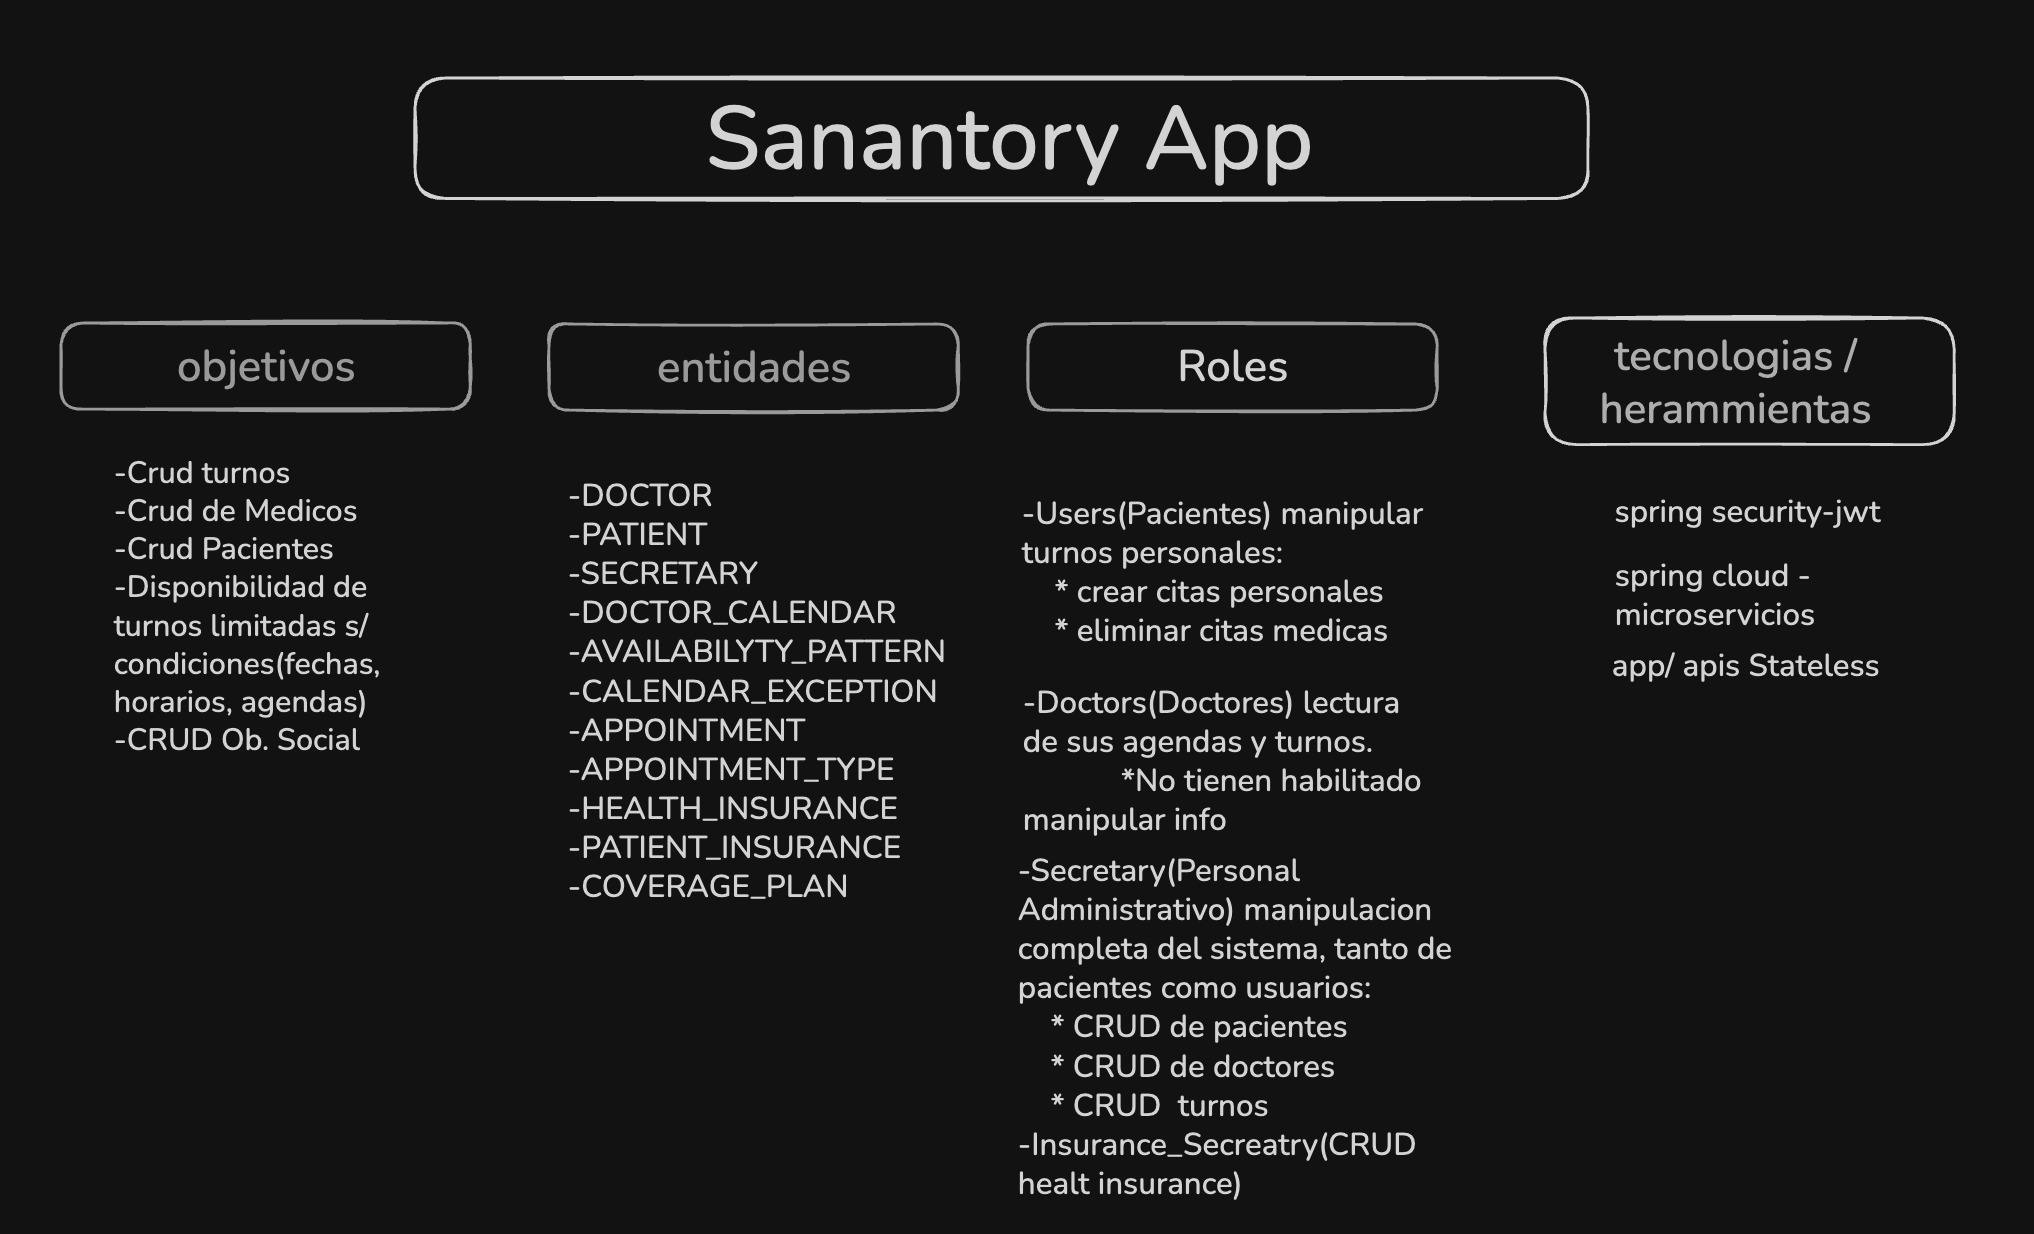 Sanantory App
objetivos
-Crud turnos
-Crud de Medicos
-Crud Pacientes
-Disponibilidad de
turnos limitadas s/
condiciones(fechas,
horarios, agendas)
-CRUD Ob. Social
entidades
-DOCTOR
-PATIENT
-SECRETARY
-DOCTOR_CALENDAR
-AVAILABILYTY_PATTERN
-CALENDAR_EXCEPTION
-APPOINTMENT
-APPOINTMENT_TYPE
-HEALTH_INSURANCE
-PATIENT_INSURANCE
-COVERAGE_PLAN
Roles
-Users(Pacientes) manipular
turnos personales:
* crear citas personales
* eliminar citas medicas
-Doctors(Doctores) lectura
de sus agendas y turnos.
*No tienen habilitado
manipular info
-Secretary(Personal
Administrativo) manipulacion
completa del sistema, tanto de
pacientes como usuarios:
* CRUD de pacientes
* CRUD de doctores
* CRUD  turnos
-Insurance_Secreatry(CRUD
healt insurance)
tecnologias /
herammientas
spring security-jwt
spring cloud -
microservicios
app/ apis Stateless